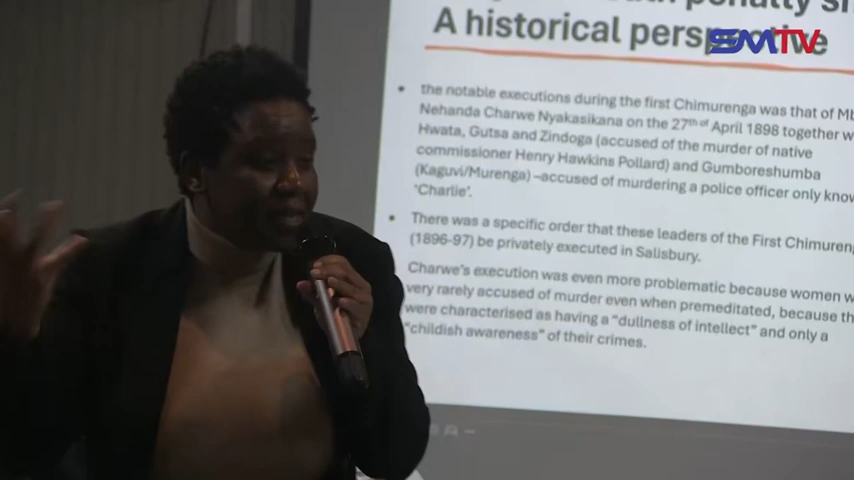 SMTV
penalty
A historical perspective
• the notable executions during the first Chimurenga was that of
Nehanda Charwe Nyakasikana on the 27th of April 1898 together
Hwata, Gutsa and Zindoga (accused of the murder of native
commissioner Henry Hawkins Pollard) and Gumboreshumba
(Kaguvi/Murenga) –accused of murdering a police officer only
'Charlie'.
• There was a specific order that these leaders of the First
(1896-97) be privately executed in Salisbury.
Charwe's execution was even more problematic because women
very rarely accused of murder even when premeditated, because
were characterised as having a "dullness of intellect" and only a
"childish awareness" of their crimes.